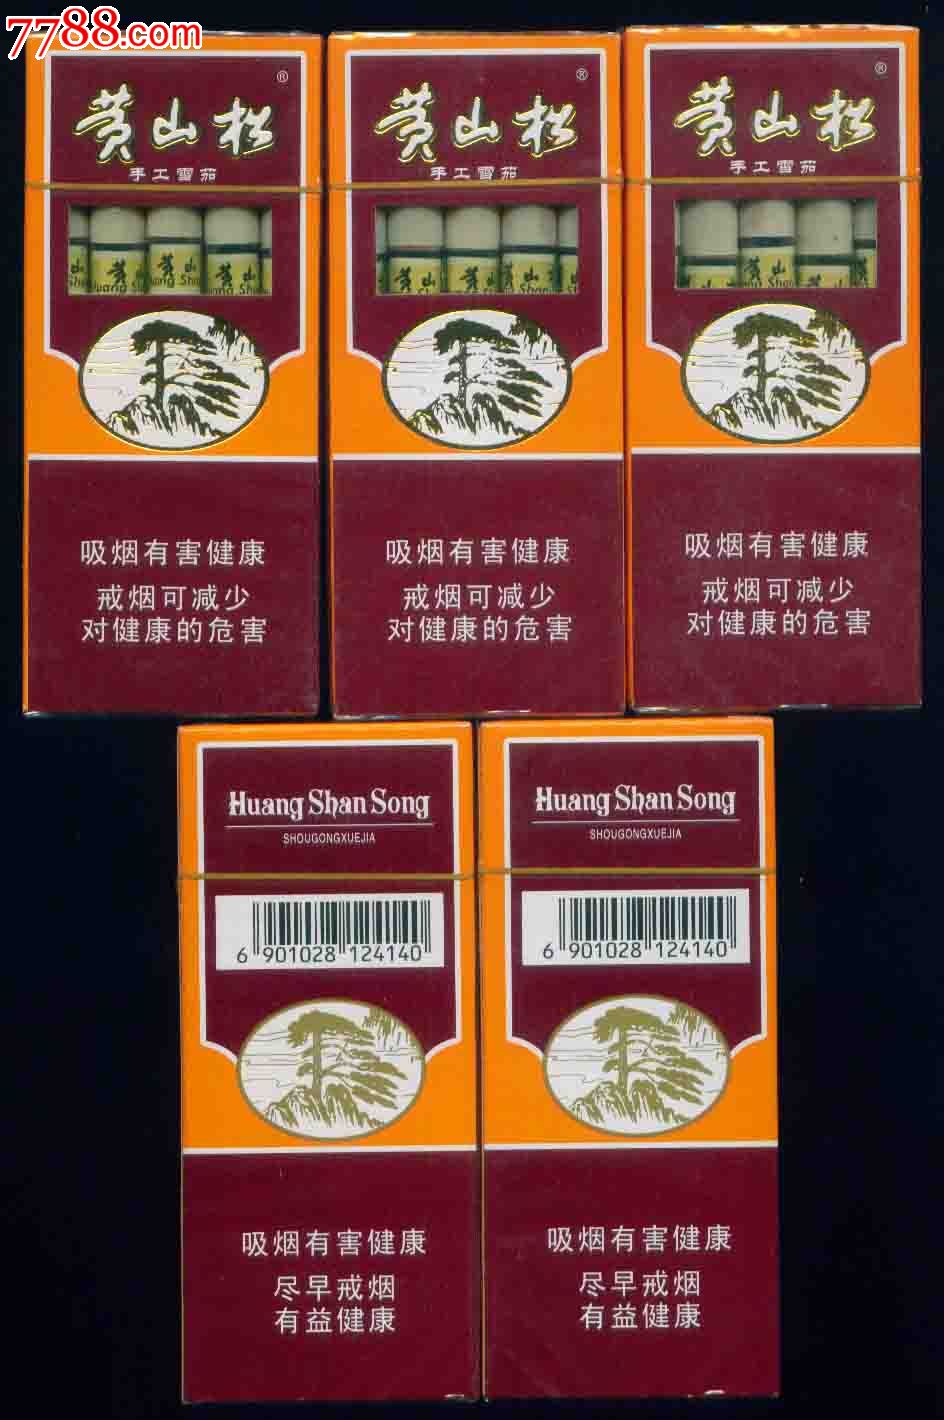 7788.com
黄山松®
手工雪茄
吸烟有害健康
戒烟可减少
对健康的危害
黄山松®
手工雪茄
吸烟有害健康
戒烟可减少
对健康的危害
黄山松®
手工雪茄
吸烟有害健康
戒烟可减少
对健康的危害
Huang Shan Song
SHOUGONGXUEJIA
6 901028 124140
吸烟有害健康
尽早戒烟
有益健康
Huang Shan Song
SHOUGONGXUEJIA
6 901028 124140
吸烟有害健康
尽早戒烟
有益健康